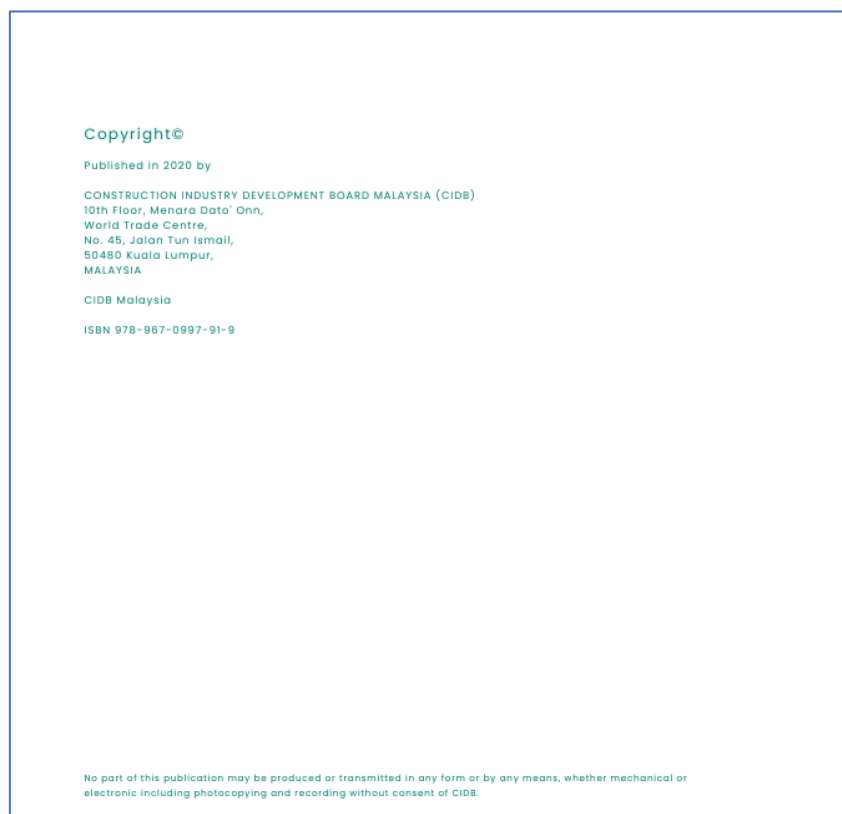 Copyright©
Published in 2020 by
CONSTRUCTION INDUSTRY DEVELOPMENT BOARD MALAYSIA (CIDB)
10th Floor, Menara Dato´ Onn,
World Trade Centre,
No. 45, Jalan Tun Ismail,
50480 Kuala Lumpur,
MALAYSIA
CIDB Malaysia
ISBN 978-967-0997-91-9
No part of this publication may be produced or transmitted in any form or by any means, whether mechanical or
electronic including photocopying and recording without consent of CIDB.